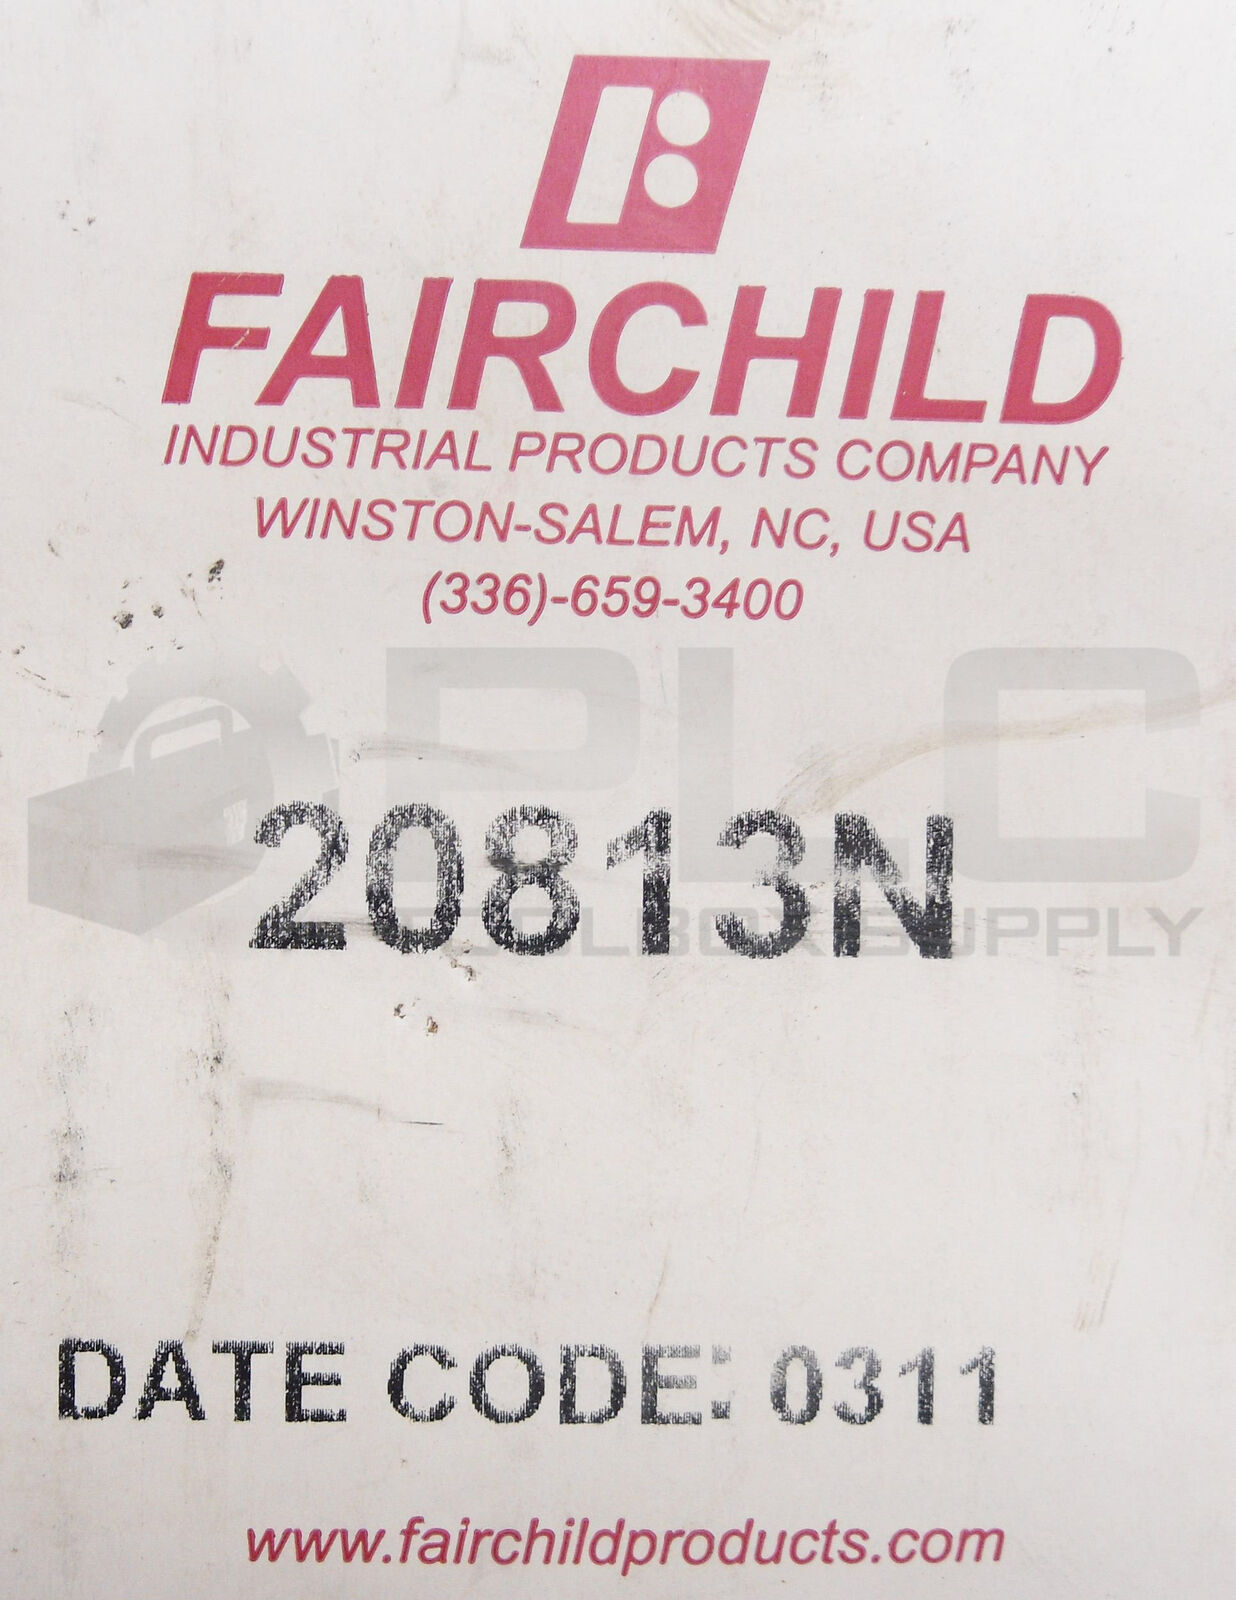 FAIRCHILD
INDUSTRIAL PRODUCTS COMPANY
WINSTON-SALEM, NC, USA
(336)-659-3400
PLC
TOOLBOX SUPPLY
20813N
DATE CODE: 0311
www.fairchildproducts.com